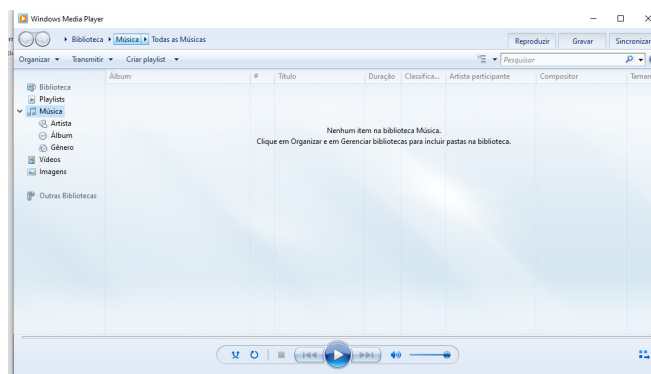 Windows Media Player
Biblioteca Música Todas as Músicas
Reproduzir Gravar Sincronizar
Organizar Transmitir Criar playlist
Pesquisar
Álbum # Título Duração Classifica... Artista participante Compositor Taman
Biblioteca
Playlists
Música
Artista
Álbum
Gênero
Vídeos
Imagens
Outras Bibliotecas
Nenhum item na biblioteca Música.
Clique em Organizar e em Gerenciar bibliotecas para incluir pastas na biblioteca.